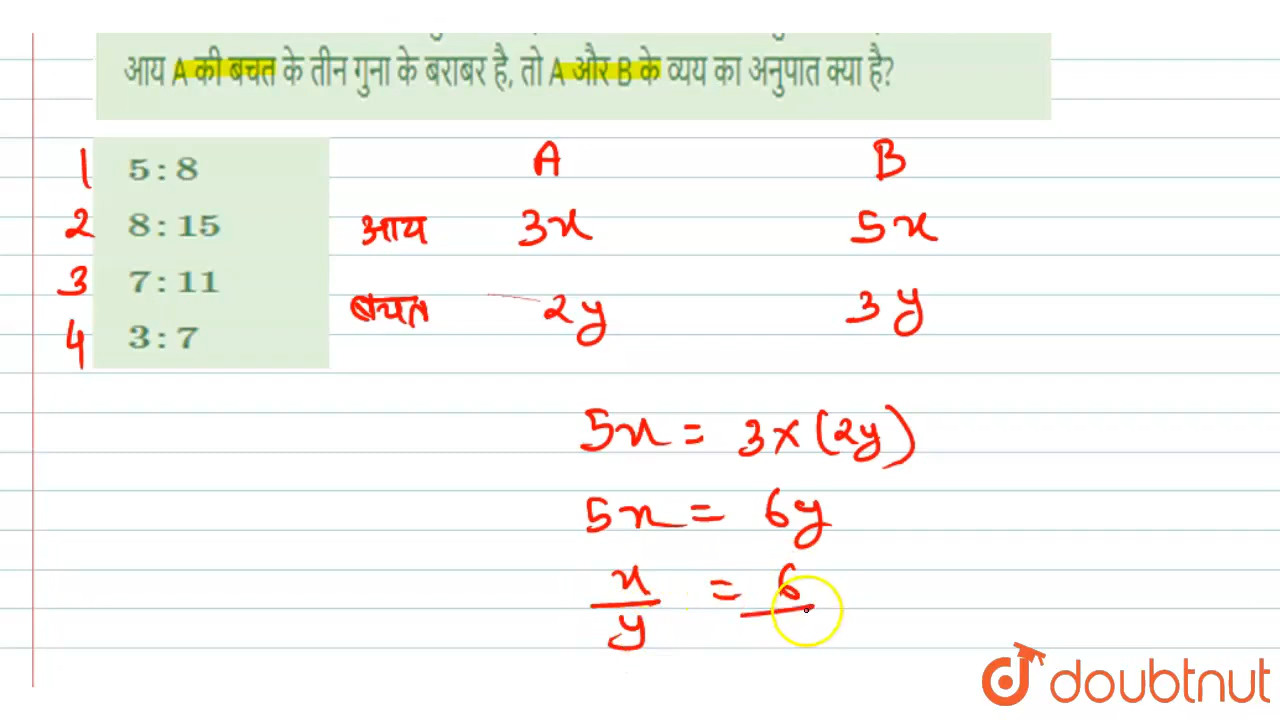 आय A की बचत के तीन गुना के बराबर है, तो A और B के व्यय का अनुपात क्या है?
1 5 : 8 A B
2 8 : 15 आय 3x 5x
3 7 : 11
बचत 2y 3y
4 3 : 7
5x = 3 × (2y)
5x = 6y
x/y = 6
doubtnut